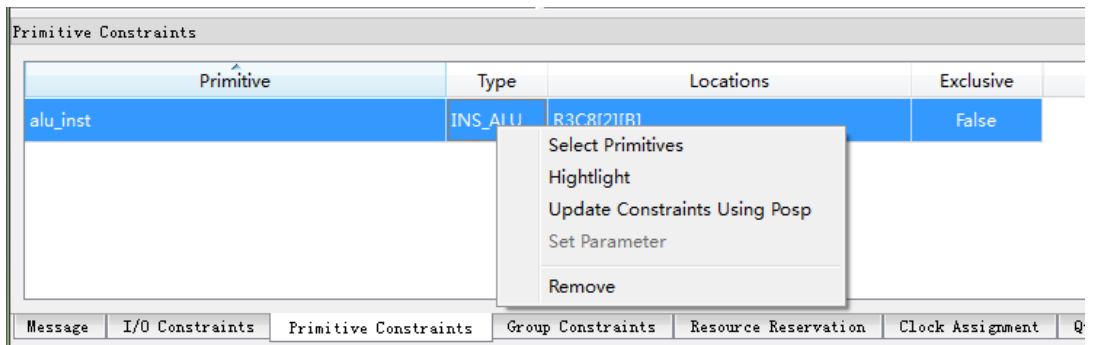 Primitive Constraints
Primitive Type Locations Exclusive
alu_inst INS_ALU R3C8[2][B] False
Select Primitives
Hightlight
Update Constraints Using Posp
Set Parameter
Remove
Message I/O Constraints Primitive Constraints Group Constraints Resource Reservation Clock Assignment